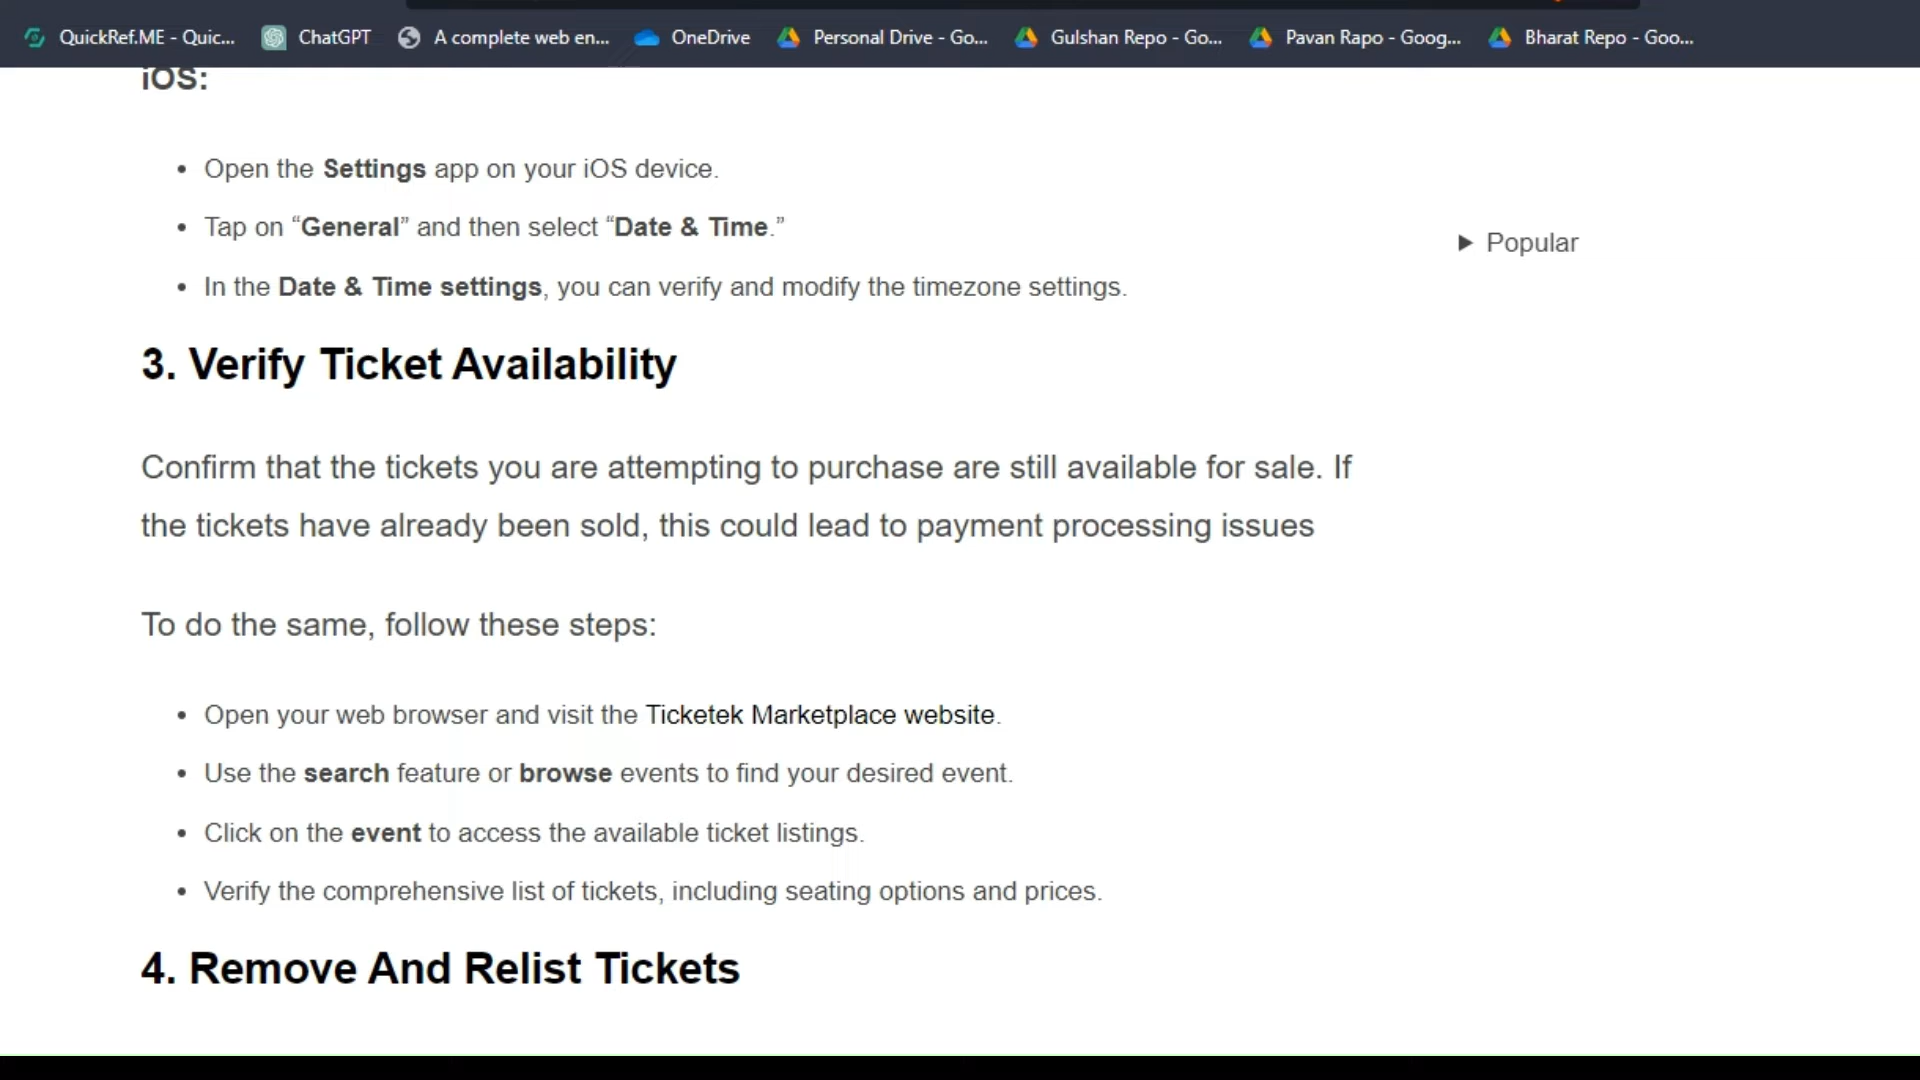 QuickRef.ME - Quic... ChatGPT A complete web en... OneDrive Personal Drive - Go... Gulshan Repo - Go... Pavan Rapo - Goog... Bharat Repo - Goo...
iOS:
• Open the Settings app on your iOS device.
• Tap on “General” and then select “Date & Time.”
Popular
• In the Date & Time settings, you can verify and modify the timezone settings.
3. Verify Ticket Availability
Confirm that the tickets you are attempting to purchase are still available for sale. If
the tickets have already been sold, this could lead to payment processing issues
To do the same, follow these steps:
• Open your web browser and visit the Ticketek Marketplace website.
• Use the search feature or browse events to find your desired event.
• Click on the event to access the available ticket listings.
• Verify the comprehensive list of tickets, including seating options and prices.
4. Remove And Relist Tickets